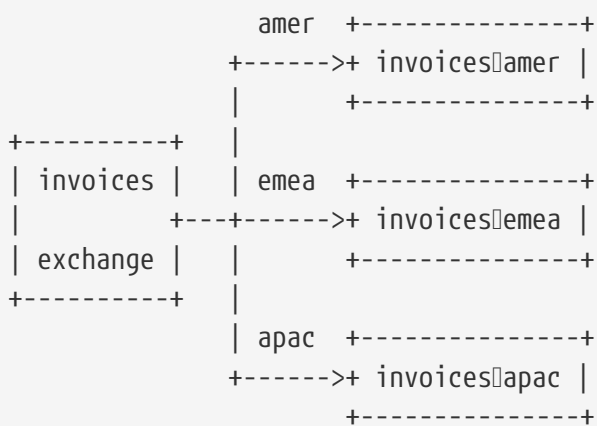 amer
invoices▯amer
invoices
emea
invoices▯emea
exchange
apac
invoices▯apac